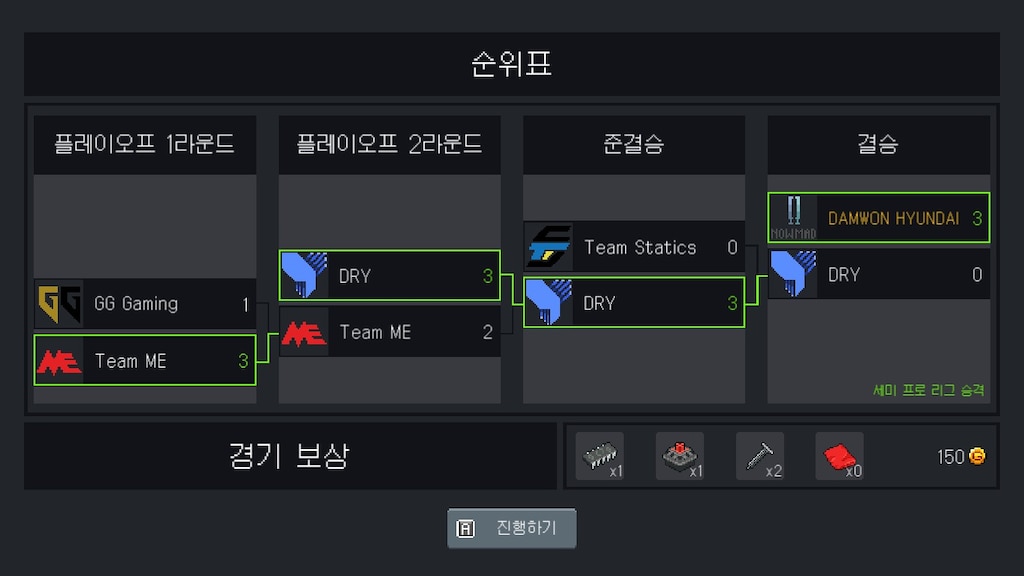 순위표
플레이오프 1라운드
플레이오프 2라운드
준결승
결승
GG Gaming 1
Team ME 3
DRY 3
Team ME 2
Team Statics 0
DRY 3
NOWMAD
DAMWON HYUNDAI 3
DRY 0
세미 프로 리그 승격
경기 보상
x1
x1
x2
x0
150
A 진행하기